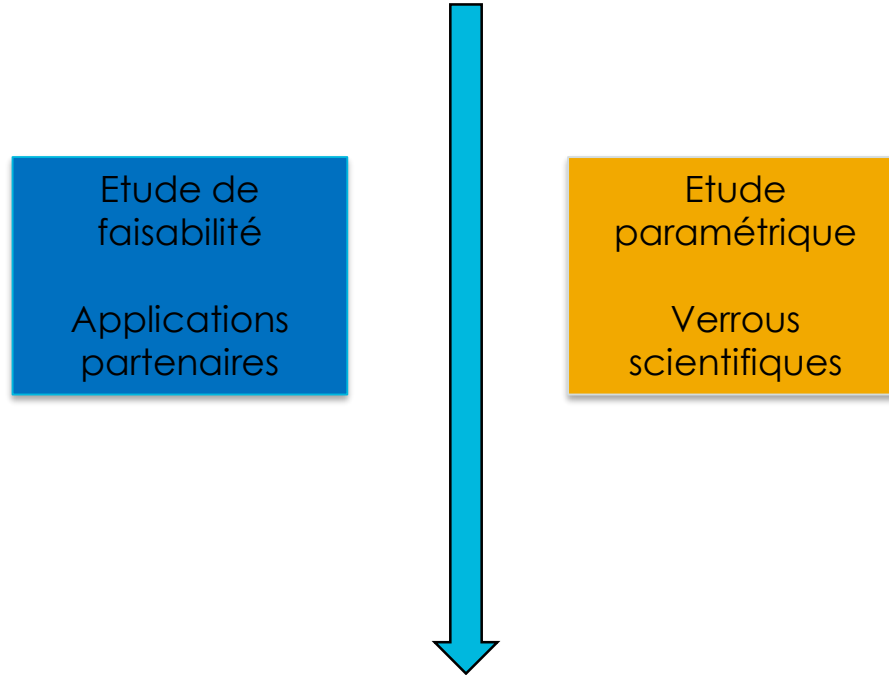 Etude de
faisabilité
Applications
partenaires
Etude
paramétrique
Verrous
scientifiques